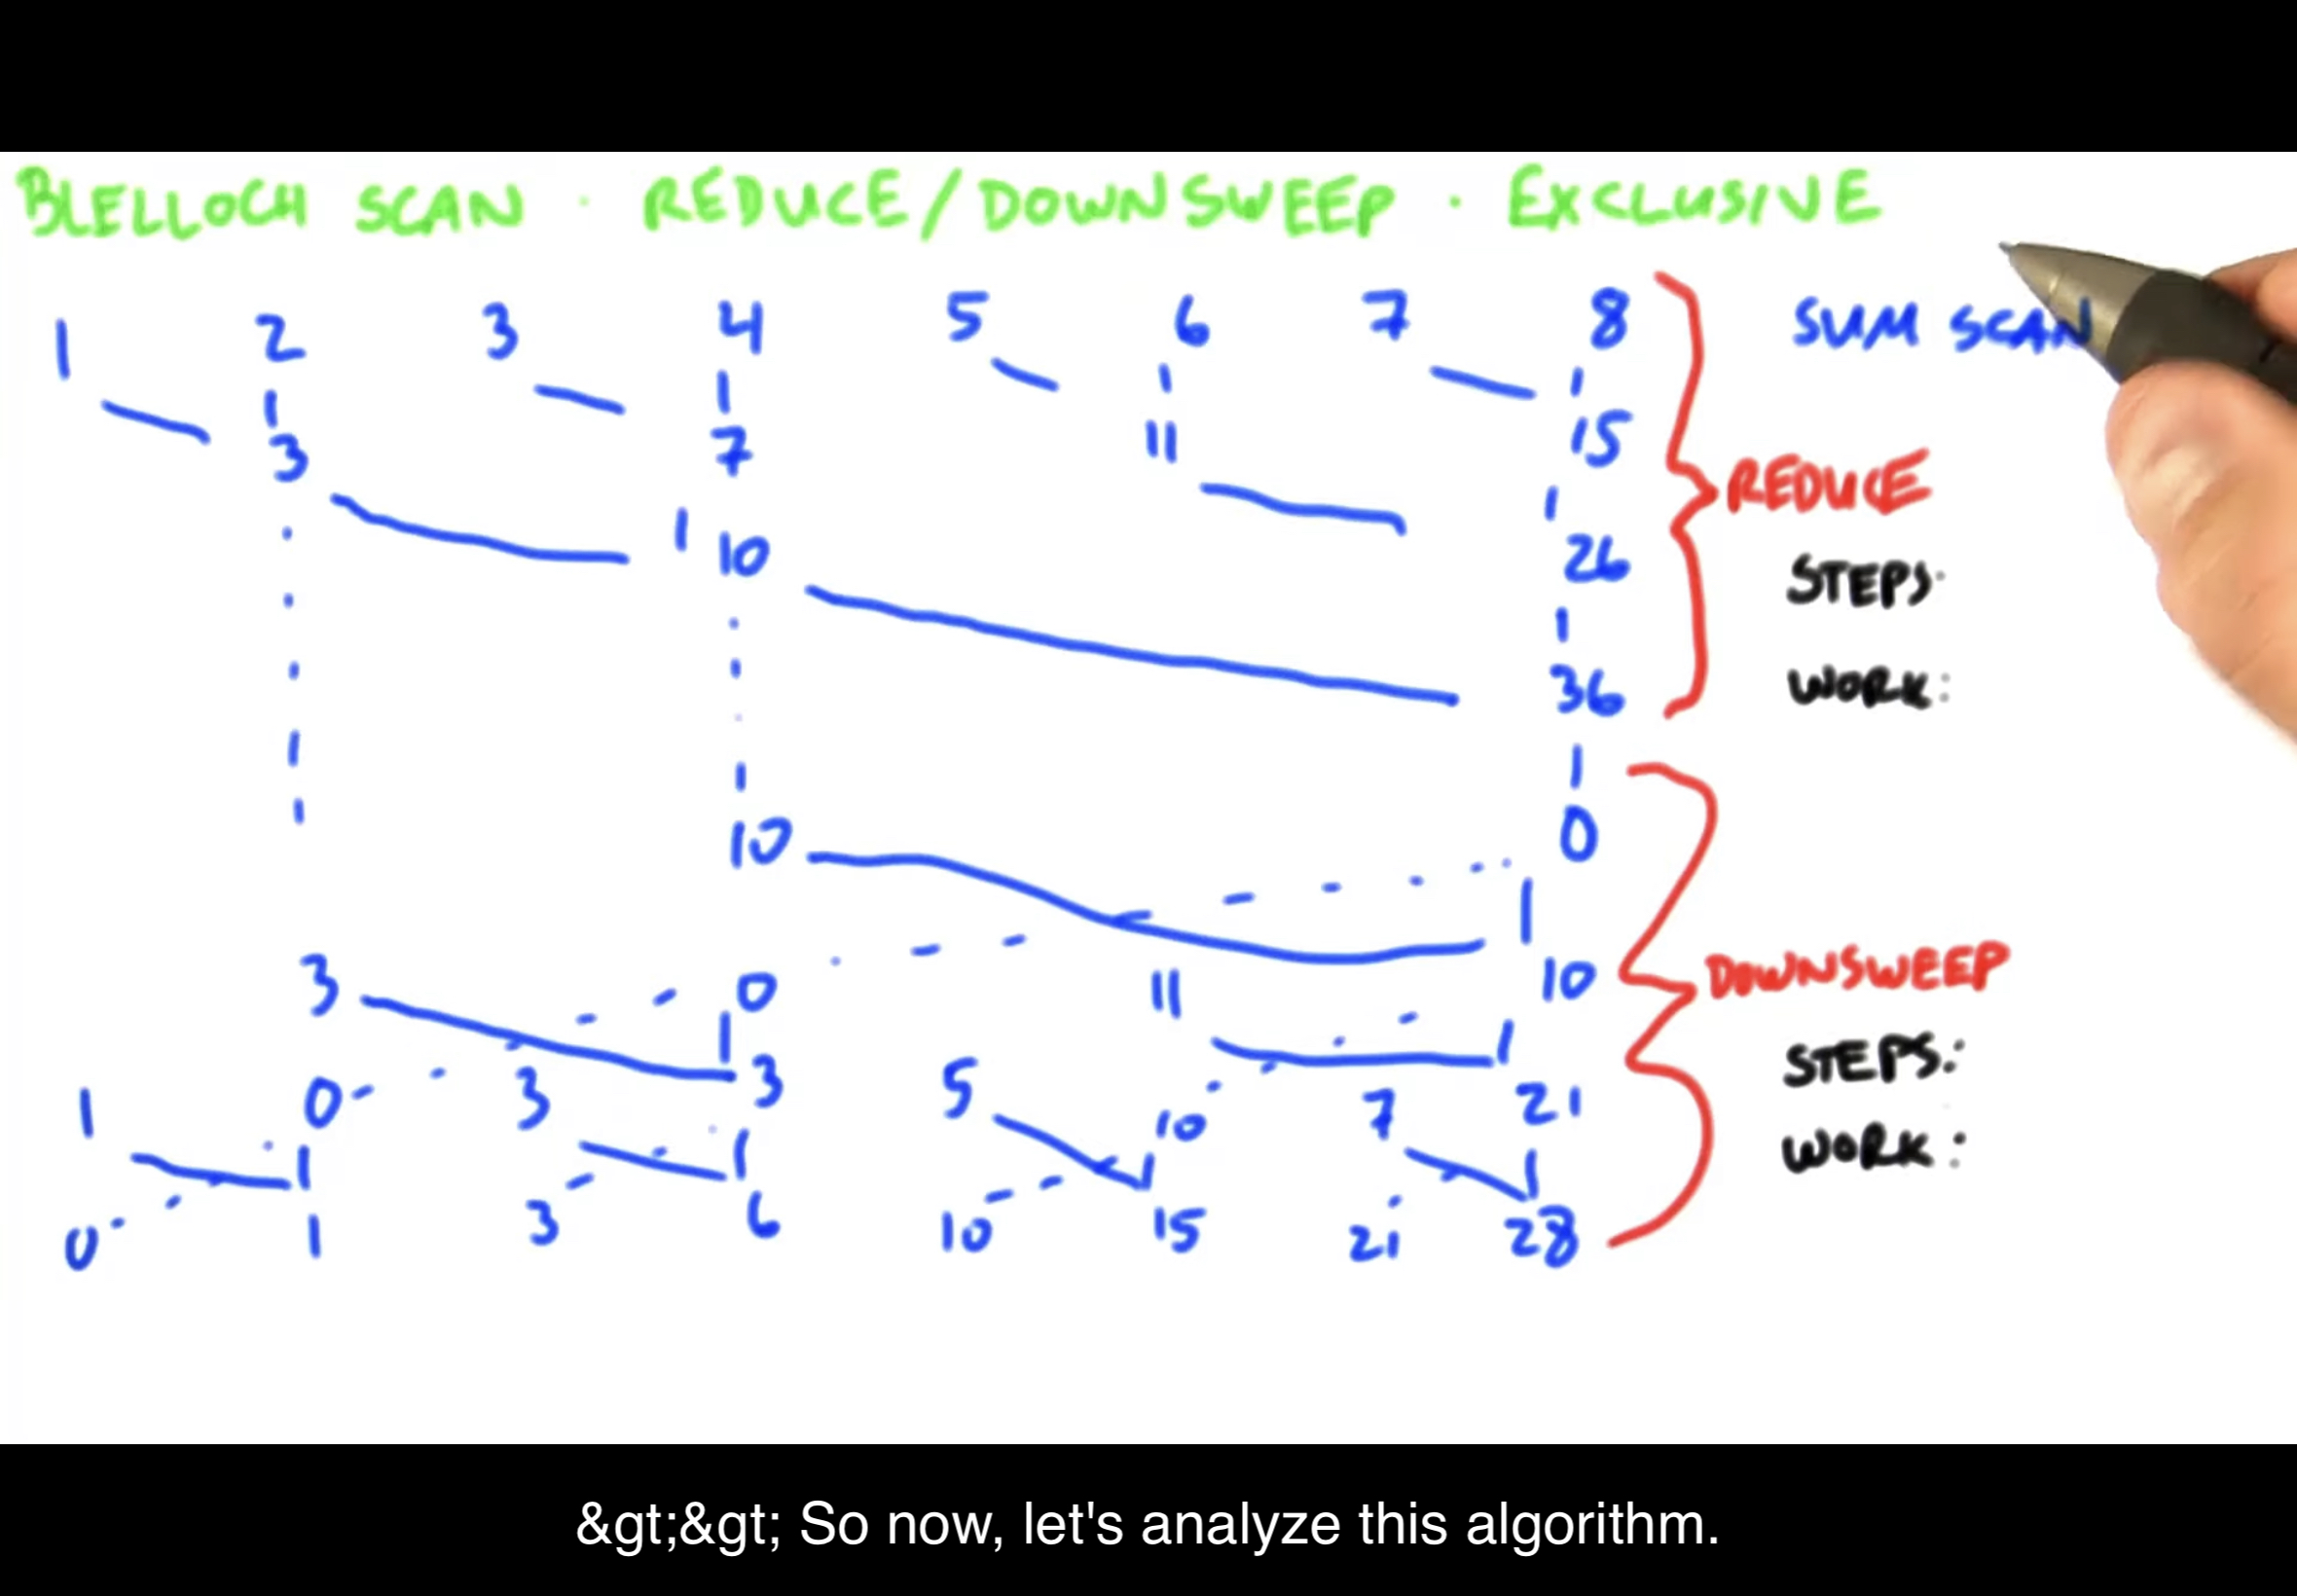 BLELLOCH SCAN · REDUCE/DOWNSWEEP · EXCLUSIVE
1 2 3 4 5 6 7 8 SUM SCAN
3 7 11 15
REDUCE
10 26
STEPS:
36
WORK:
10 0
3 0 11 10
DOWNSWEEP
1 0 3 3 5 10 7 21
STEPS:
WORK:
0 1 3 6 10 15 21 28
&gt;&gt; So now, let's analyze this algorithm.